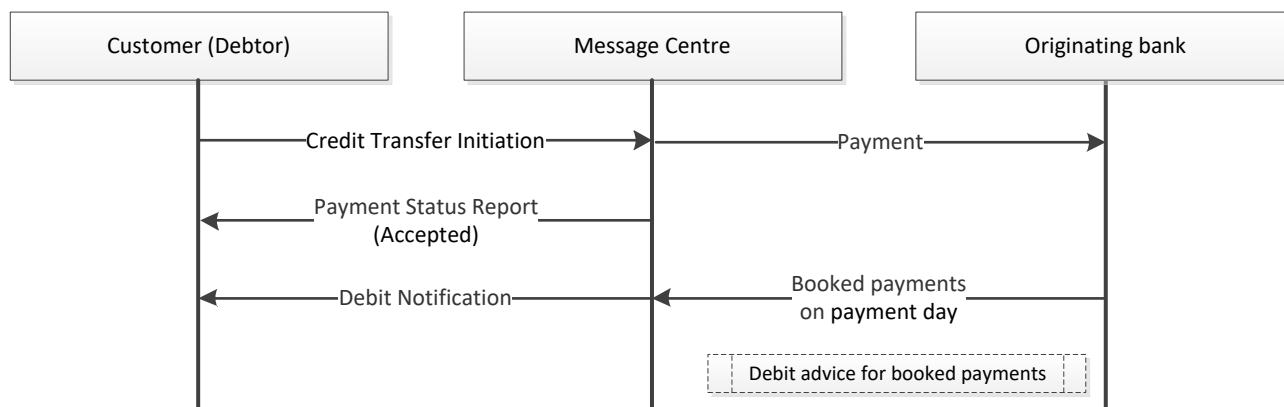 Customer (Debtor)
Message Centre
Originating bank
Credit Transfer Initiation
Payment
Payment Status Report
(Accepted)
Debit Notification
Booked payments
on payment day
Debit advice for booked payments